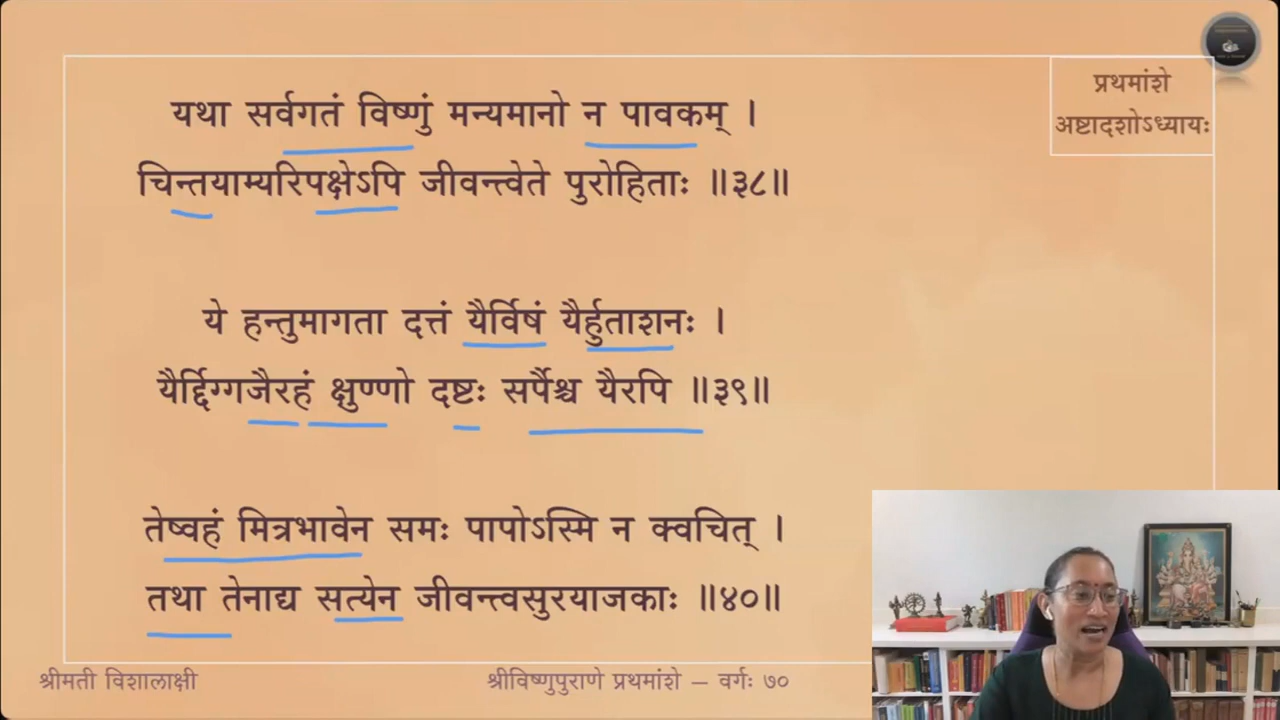 प्रथमांशे
अष्टादशोऽध्यायः
यथा सर्वगतं विष्णुं मन्यमानो न पावकम् ।
चिन्तयाम्यरिपक्षेऽपि जीवन्त्वेते पुरोहिताः ॥३८॥
ये हन्तुमागता दत्तं यैर्विषं यैर्हुताशनः ।
यैर्द्दिग्गजैरहं क्षुण्णो दष्टः सर्पैश्च यैरपि ॥३९॥
तेष्वहं मित्रभावेन समः पापोऽस्मि न क्वचित् ।
तथा तेनाद्य सत्येन जीवन्त्वसुरयाजकाः ॥४०॥
श्रीमती विशालाक्षी
श्रीविष्णुपुराणे प्रथमांशे – वर्गः ७०